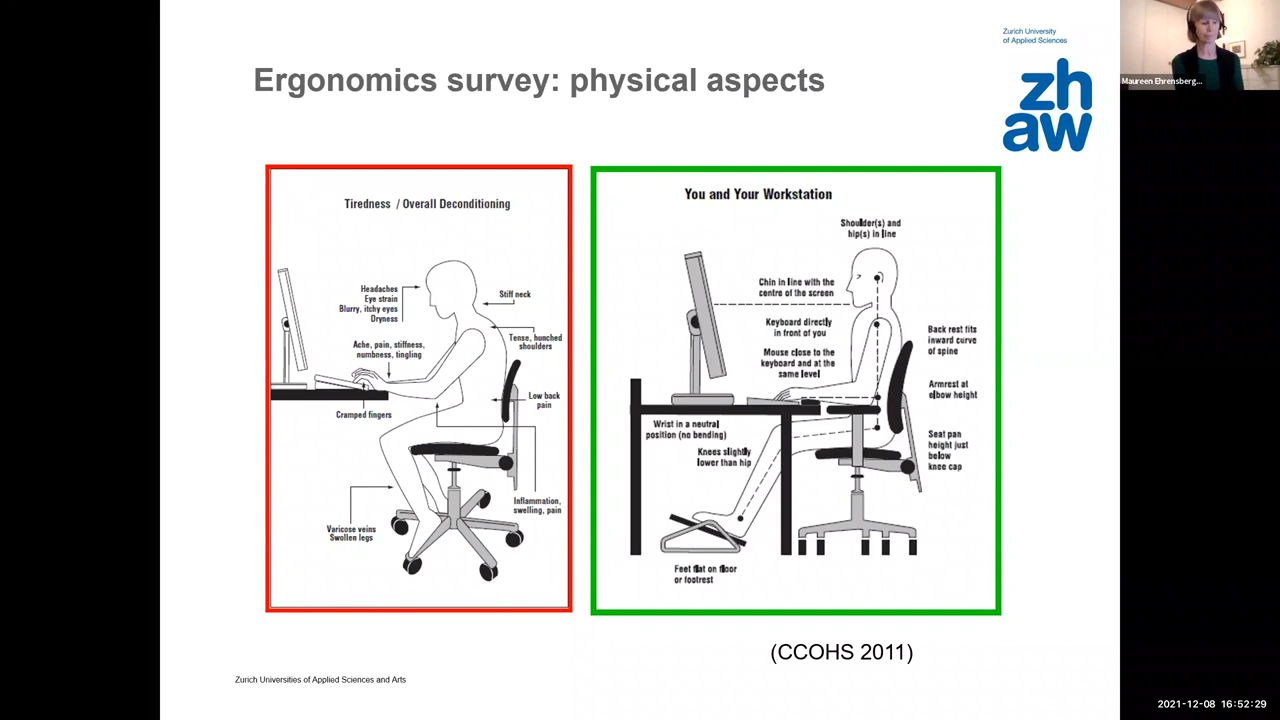 Zurich University
of Applied Sciences
zh
aw
Maureen Ehrensberg...
Ergonomics survey: physical aspects
Tiredness / Overall Deconditioning
Headaches
Eye strain
Blurry, itchy eyes
Dryness
Stiff neck
Tense, hunched
shoulders
Ache, pain, stiffness,
numbness, tingling
Cramped fingers
Low back
pain
Inflammation,
swelling, pain
Varicose veins
Swollen legs
You and Your Workstation
Shoulder(s) and
hip(s) in line
Chin in line with the
centre of the screen
Keyboard directly
in front of you
Mouse close to the
keyboard and at the
same level
Back rest fits
inward curve
of spine
Armrest at
elbow height
Wrist in a neutral
position (no bending)
Knees slightly
lower than hip
Seat pan
height just
below
knee cap
Feet flat on floor
or footrest
(CCOHS 2011)
Zurich Universities of Applied Sciences and Arts
2021-12-08 16:52:29